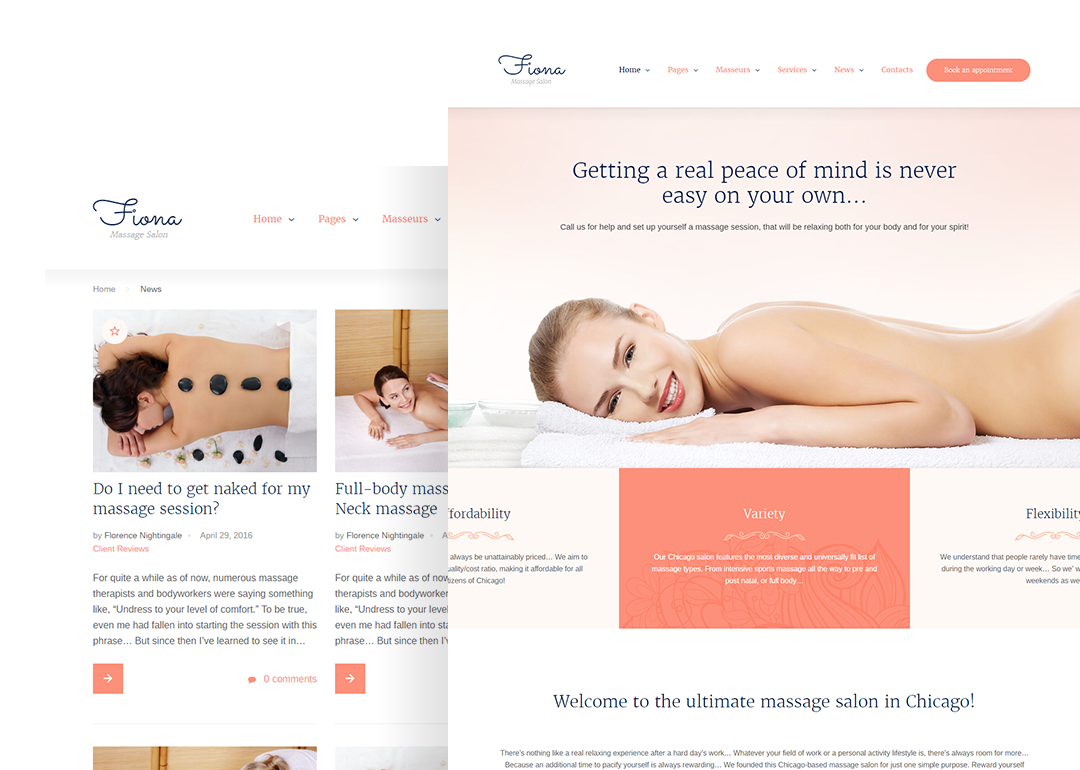 Fiona
Massage Salon
Home Pages Masseurs Services News Contacts Book an appointment
Getting a real peace of mind is never
easy on your own...
Call us for help and set up yourself a massage session, that will be relaxing both for your body and for your spirit!
Fiona
Massage Salon
Home Pages Masseurs
Home News
Do I need to get naked for my
massage session?
by Florence Nightingale April 29, 2016
Client Reviews
For quite a while as of now, numerous massage
therapists and bodyworkers were saying something
like, “Undress to your level of comfort.” To be true,
even me had fallen into starting the session with this
phrase… But since then I’ve learned to see it in…
0 comments
Full-body mass
Neck massage
by Florence Nightingale A
Client Reviews
For quite a while as of now
therapists and bodyworker
like, “Undress to your level
even me had fallen into sta
phrase… But since then I’v
ffordability
always be unattainably priced… We aim to
uality/cost ratio, making it affordable for all
tizens of Chicago!
Variety
Our Chicago salon features the most diverse and universally fit list of
massage types. From intensive sports massage all the way to pre and
post natal, or full body…
Flexibility
We understand that people rarely have time
during the working day or week… So we' w
weekends as we
Welcome to the ultimate massage salon in Chicago!
There's nothing like a real relaxing experience after a hard day's work… Whatever your field of work or a personal activity lifestyle is, there's always room for more…
Because an additional time to pacify yourself is always rewarding… We founded this Chicago-based massage salon for just one simple purpose. Reward yourself